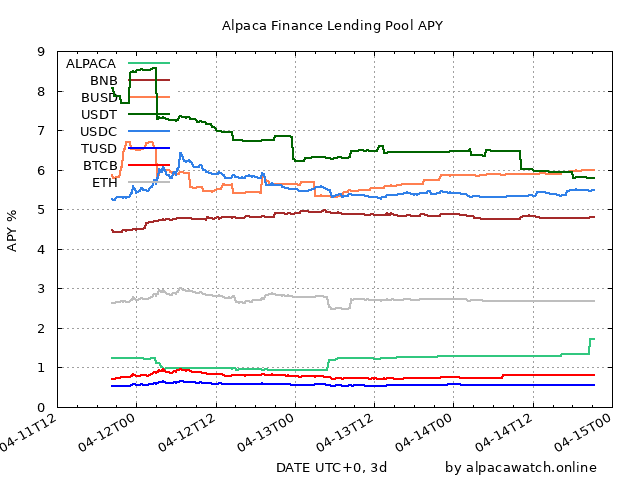 Alpaca Finance Lending Pool APY
APY %
9
8
7
6
5
4
3
2
1
0
ALPACA
BNB
BUSD
USDT
USDC
TUSD
BTCB
ETH
04-11T12
04-12T00
04-12T12
04-13T00
04-13T12
04-14T00
04-14T12
04-15T00
DATE UTC+0, 3d
by alpacawatch.online